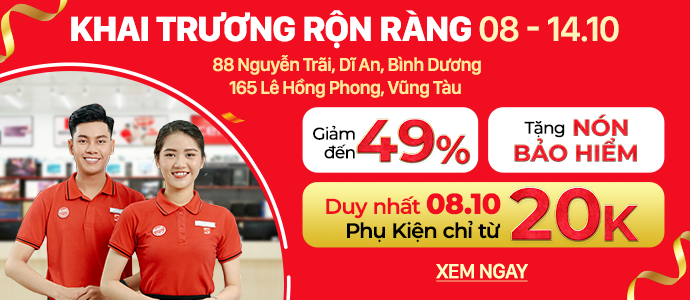 KHAI TRƯƠNG RỘN RÀNG 08 - 14.10
88 Nguyễn Trãi, Dĩ An, Bình Dương
165 Lê Hồng Phong, Vũng Tàu
Giảm đến 49%
Tặng NÓN
BẢO HIỂM
Duy nhất 08.10
Phụ Kiện chỉ từ 20K
XEM NGAY